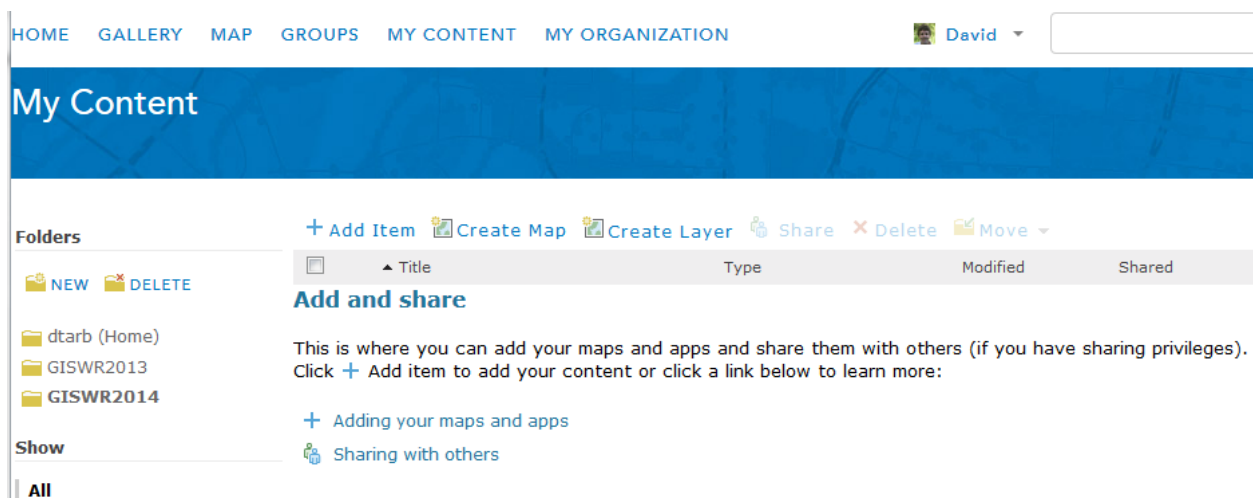 HOME GALLERY MAP GROUPS MY CONTENT MY ORGANIZATION David
My Content
Folders
NEW DELETE
dtarb (Home)
GISWR2013
GISWR2014
Show
All
+ Add Item Create Map Create Layer Share Delete Move
Title Type Modified Shared
Add and share
This is where you can add your maps and apps and share them with others (if you have sharing privileges).
Click + Add item to add your content or click a link below to learn more:
+ Adding your maps and apps
Sharing with others